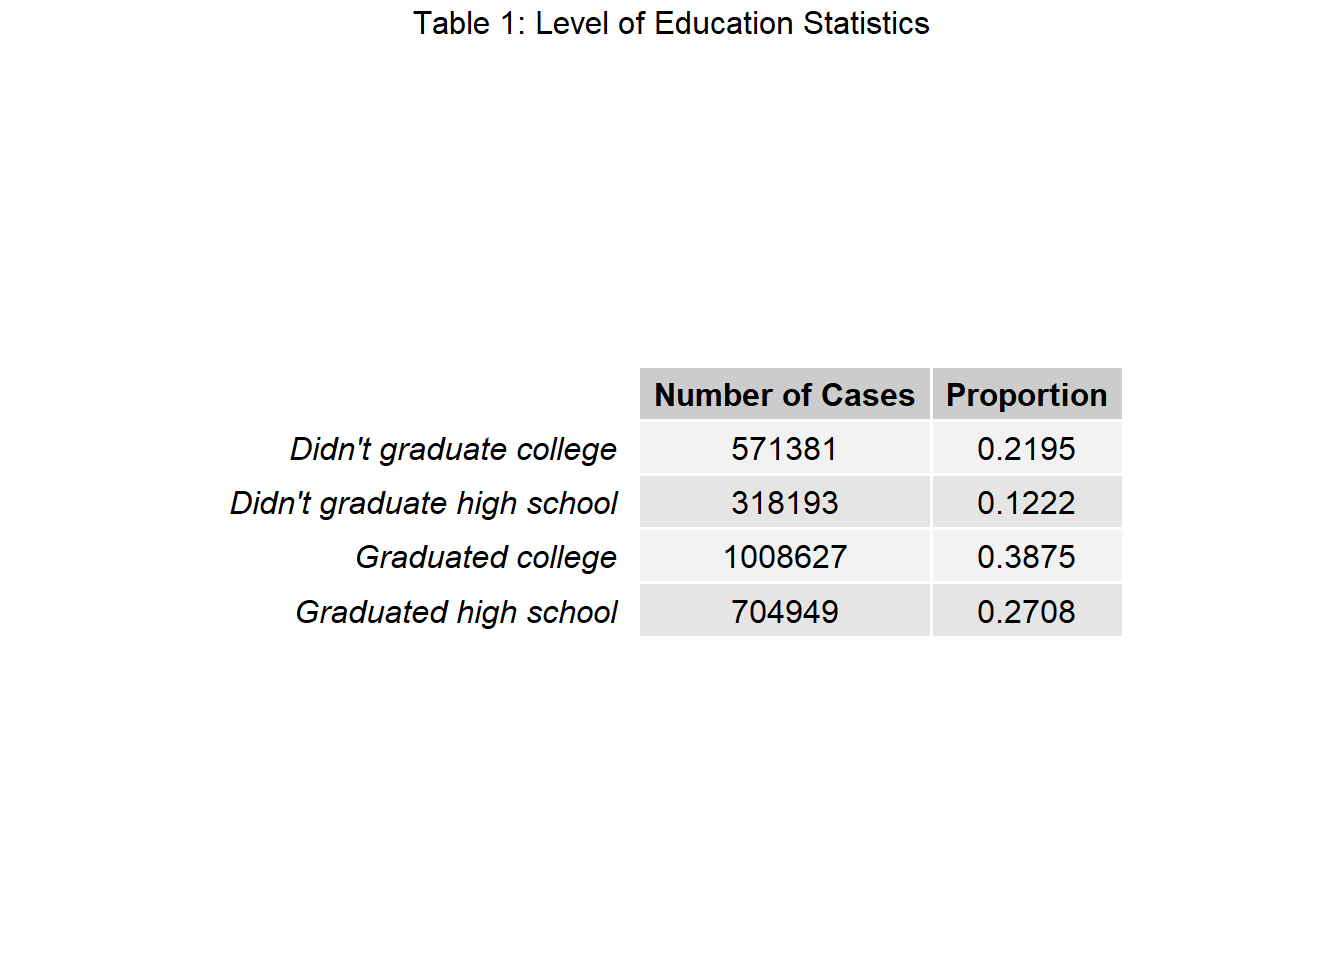 Table 1: Level of Education Statistics
Number of Cases Proportion
Didn't graduate college 571381 0.2195
Didn't graduate high school 318193 0.1222
Graduated college 1008627 0.3875
Graduated high school 704949 0.2708